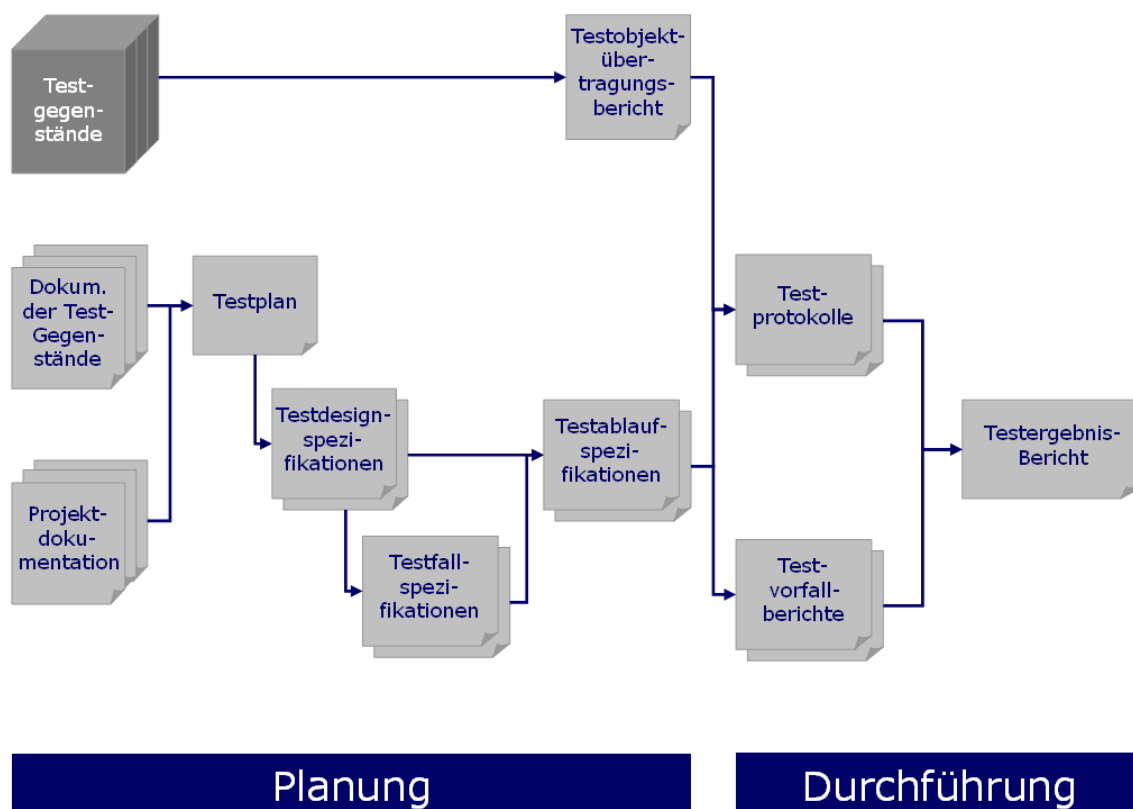 Test-
gegen-
stände
Testobjekt-
über-
tragungs-
bericht
Dokum.
der Test-
Gegen-
stände
Testplan
Test-
protokolle
Testdesign-
spezi-
fikationen
Testablauf-
spezi-
fikationen
Testergebnis-
Bericht
Projekt-
doku-
mentation
Testfall-
spezi-
fikationen
Test-
vorfall-
berichte
Planung
Durchführung